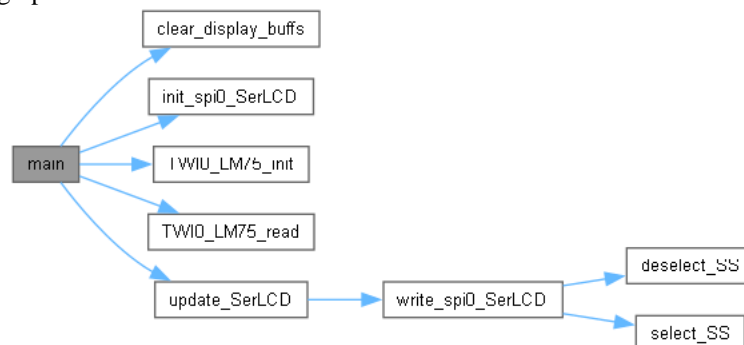 clear_display_buffs
init_spi0_SerLCD
main
TWI0_LM75_init
TWI0_LM75_read
update_SerLCD
write_spi0_SerLCD
deselect_SS
select_SS